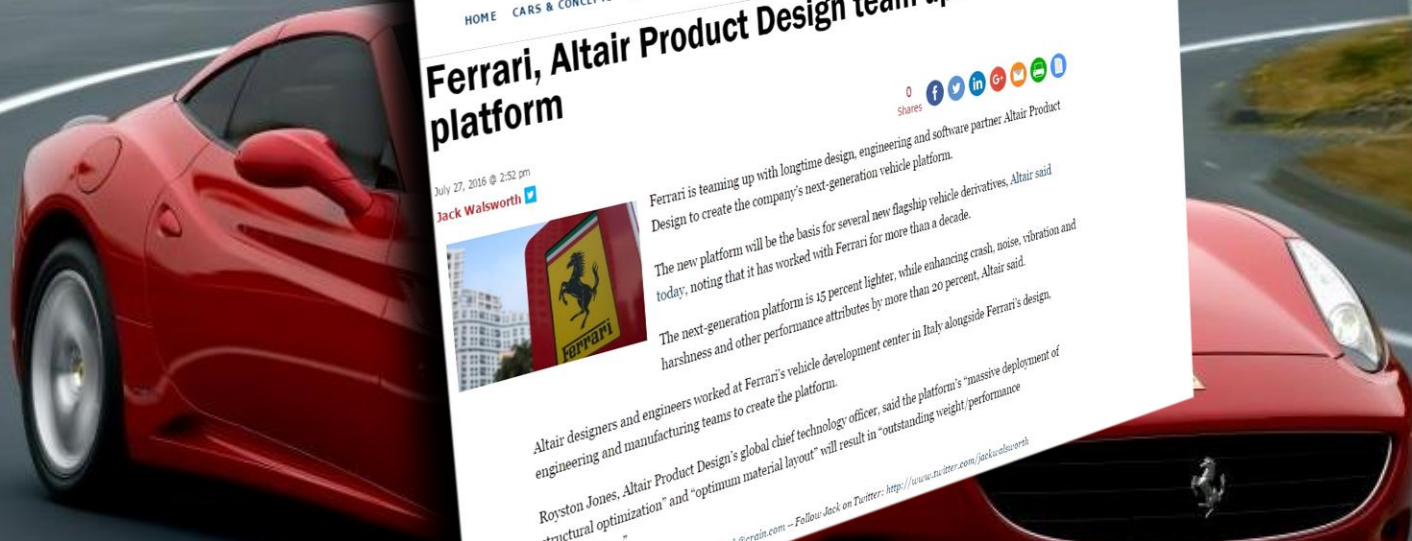 HOME CARS &
Ferrari, Altair Product Design team
platform
0
Shares
July 27, 2016 @ 2:52 pm
Jack Walsworth
Ferrari
Ferrari is teaming up with longtime design, engineering and software partner Altair Product
Design to create the company's next-generation vehicle platform.
The new platform will be the basis for several new flagship vehicle derivatives, Altair said
today, noting that it has worked with Ferrari for more than a decade.
The next-generation platform is 15 percent lighter, while enhancing crash, noise, vibration and
harshness and other performance attributes by more than 20 percent, Altair said.
Altair designers and engineers worked at Ferrari's vehicle development center in Italy alongside Ferrari's design,
engineering and manufacturing teams to create the platform.
Royston Jones, Altair Product Design's global chief technology officer, said the platform's "massive deployment of
structural optimization" and "optimum material layout" will result in "outstanding weight/performance
@crain.com -- Follow Jack on Twitter: http://www.twitter.com/jackwalsworth